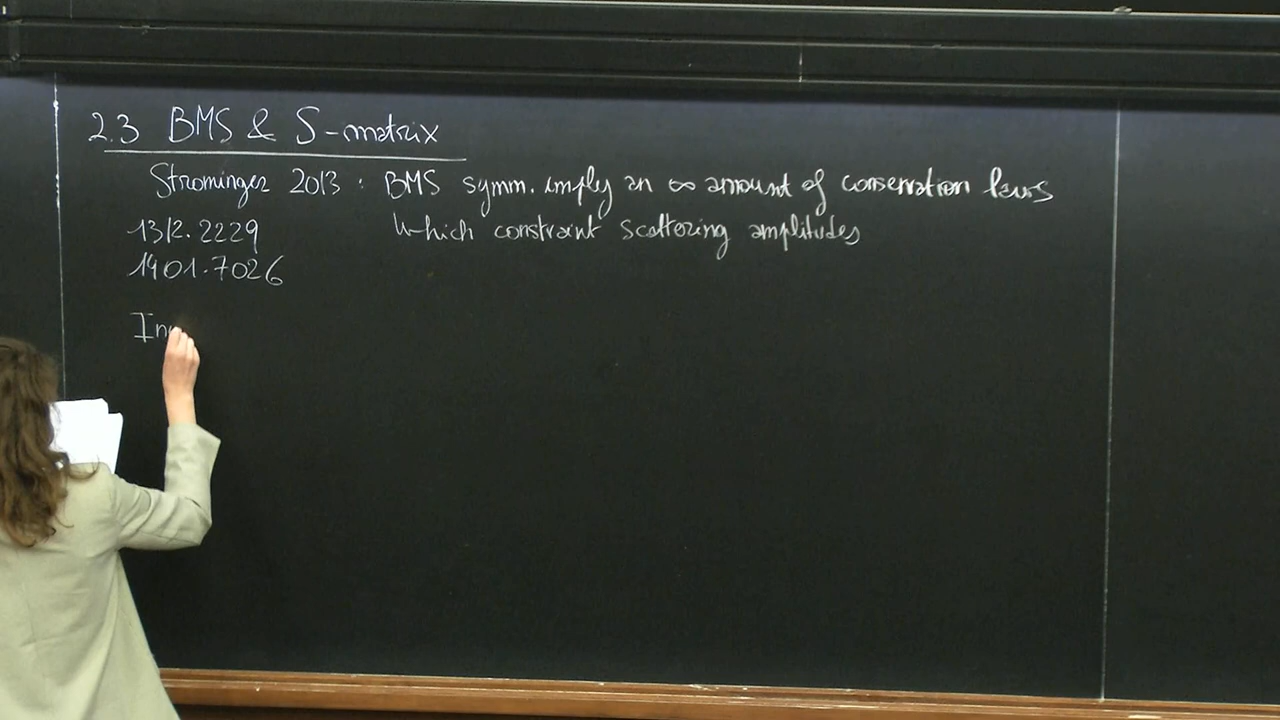 2.3 BMS & S-matrix
Strominger 2013 : BMS symm. imply an ∞ amount of conservation laws
1312.2229 which constraint scattering amplitudes
1401.7026
In